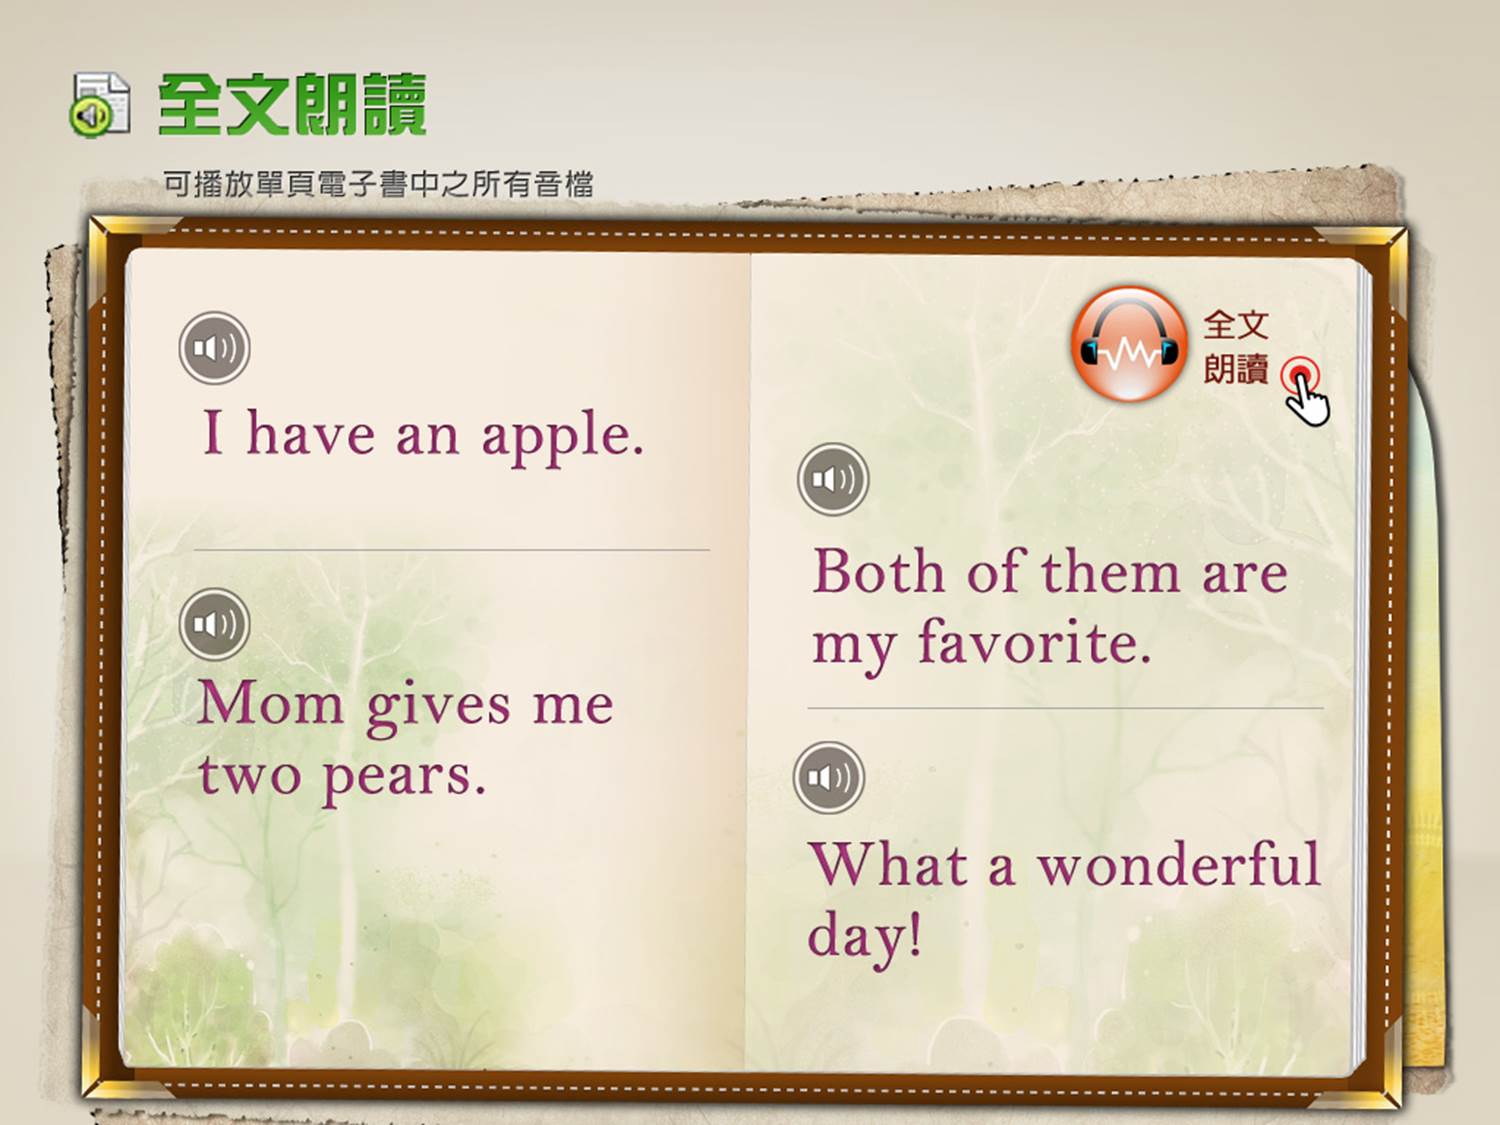 全文朗讀
可播放單頁電子書中之所有音檔
I have an apple.
Mom gives me
two pears.
全文
朗讀
Both of them are
my favorite.
What a wonderful
day!